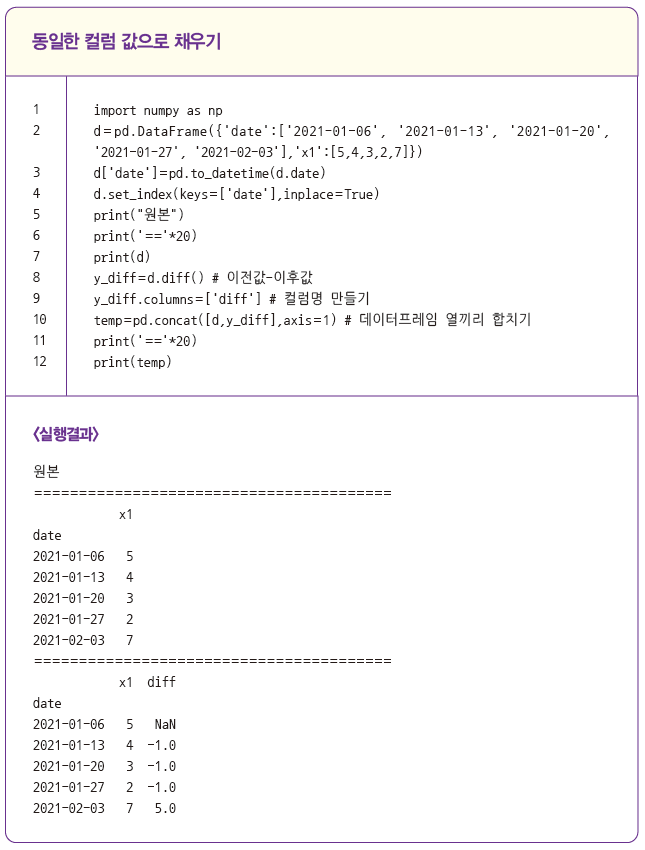 동일한 컬럼 값으로 채우기
1 import numpy as np
2 d=pd.DataFrame({'date':['2021-01-06', '2021-01-13', '2021-01-20',
'2021-01-27', '2021-02-03'],'x1':[5,4,3,2,7]})
3 d['date']=pd.to_datetime(d.date)
4 d.set_index(keys=['date'],inplace=True)
5 print("원본")
6 print('=='*20)
7 print(d)
8 y_diff=d.diff() # 이전값-이후값
9 y_diff.columns=['diff'] # 컬럼명 만들기
10 temp=pd.concat([d,y_diff],axis=1) # 데이터프레임 열끼리 합치기
11 print('=='*20)
12 print(temp)
<실행결과>
원본
========================================
x1
date
2021-01-06 5
2021-01-13 4
2021-01-20 3
2021-01-27 2
2021-02-03 7
========================================
x1 diff
date
2021-01-06 5 NaN
2021-01-13 4 -1.0
2021-01-20 3 -1.0
2021-01-27 2 -1.0
2021-02-03 7 5.0